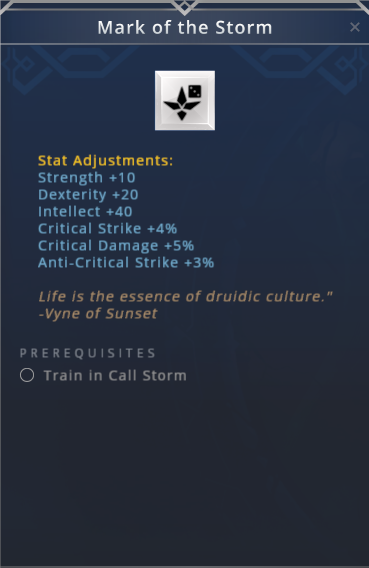 Mark of the Storm
Stat Adjustments:
Strength +10
Dexterity +20
Intellect +40
Critical Strike +4%
Critical Damage +5%
Anti-Critical Strike +3%
Life is the essence of druidic culture."
-Vyne of Sunset
PREREQUISITES
Train in Call Storm